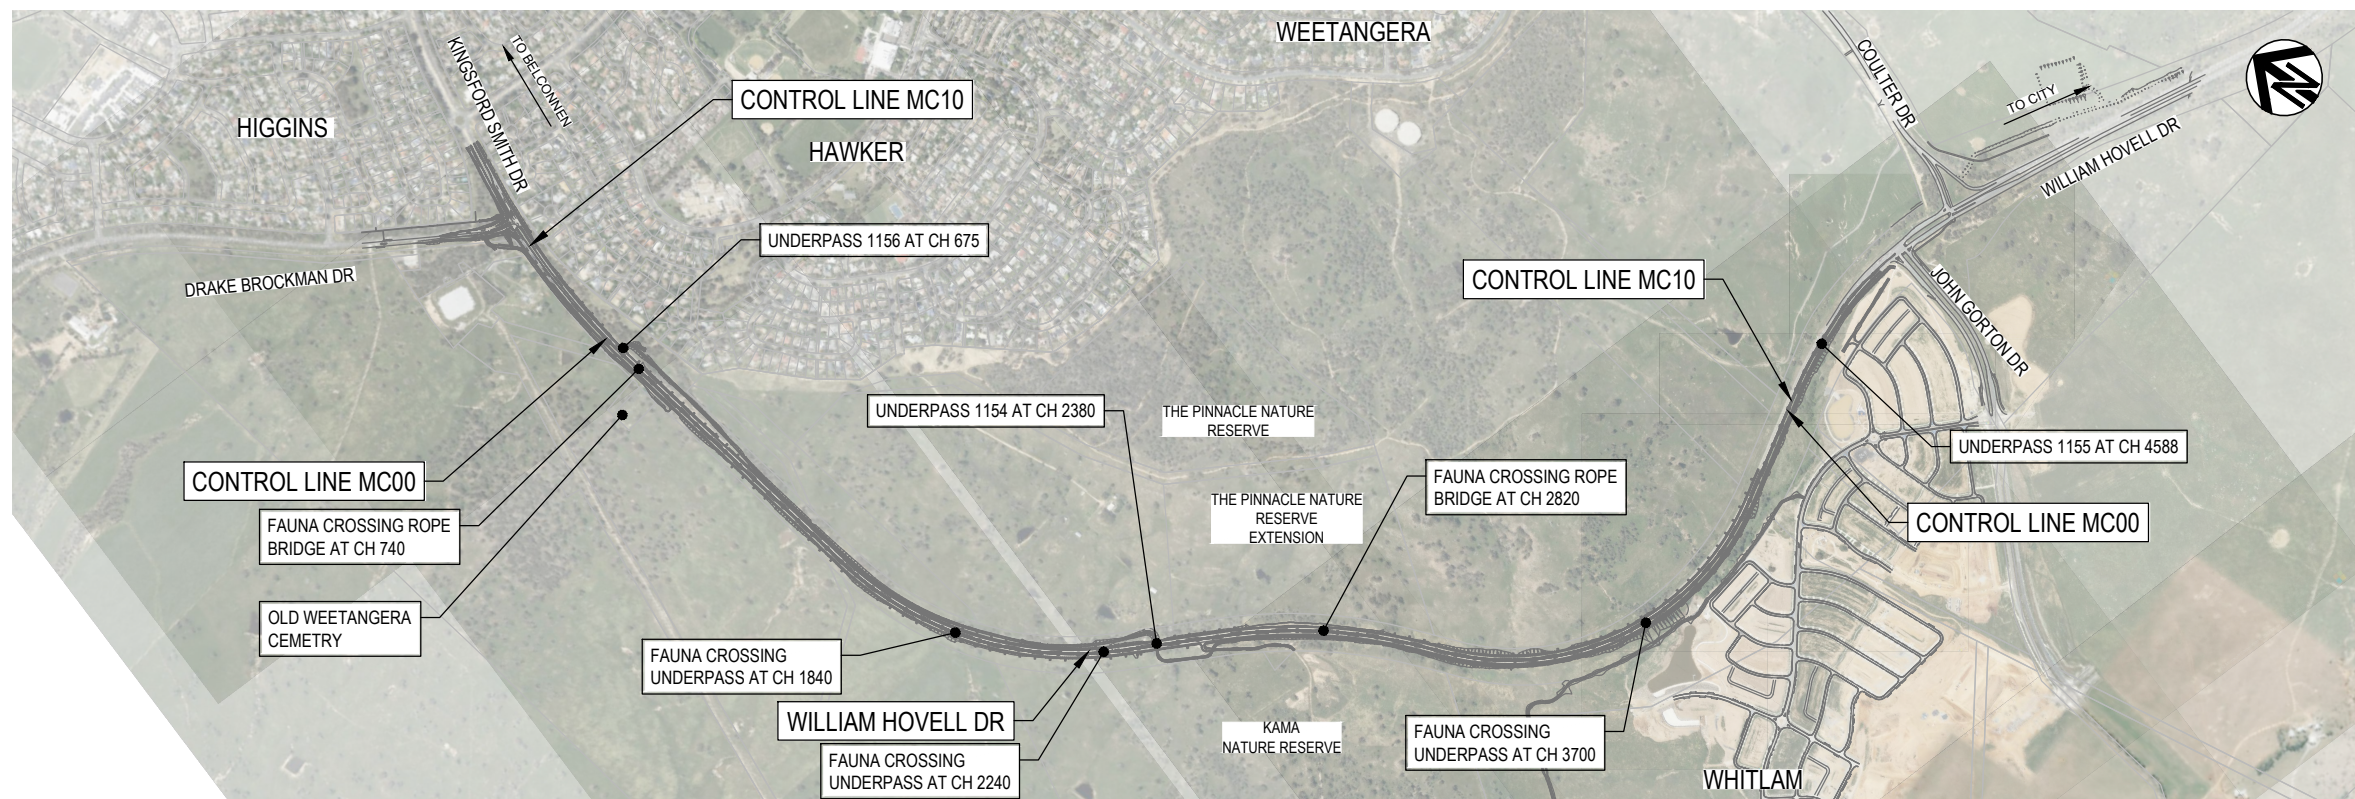 WEETANGERA
KINGSFORD SMITH DR
TO BELCONNEN
COULTER DR
TO CITY
N
CONTROL LINE MC10
HIGGINS
HAWKER
WILLIAM HOVELL DR
UNDERPASS 1156 AT CH 675
DRAKE BROCKMAN DR
CONTROL LINE MC10
JOHN GORTON DR
UNDERPASS 1154 AT CH 2380
THE PINNACLE NATURE
RESERVE
UNDERPASS 1155 AT CH 4588
CONTROL LINE MC00
FAUNA CROSSING ROPE
BRIDGE AT CH 2820
THE PINNACLE NATURE
RESERVE
EXTENSION
CONTROL LINE MC00
FAUNA CROSSING ROPE
BRIDGE AT CH 740
OLD WEETANGERA
CEMETRY
FAUNA CROSSING
UNDERPASS AT CH 1840
WILLIAM HOVELL DR
FAUNA CROSSING
UNDERPASS AT CH 2240
KAMA
NATURE RESERVE
FAUNA CROSSING
UNDERPASS AT CH 3700
WHITLAM